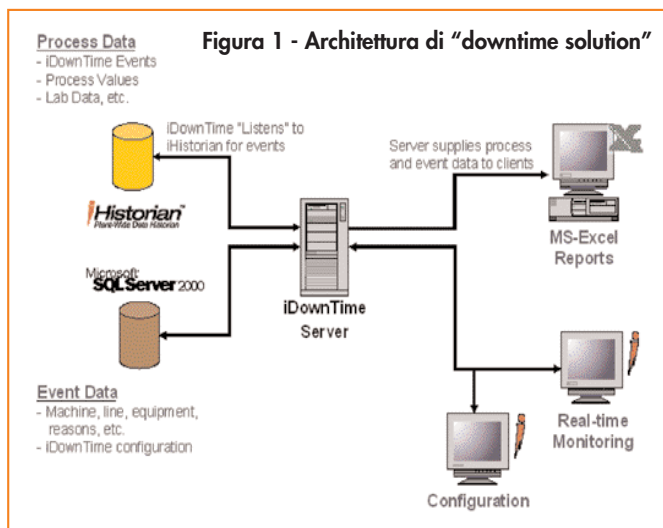 Figura 1 - Architettura di “downtime solution”
Process Data
- iDownTime Events
- Process Values
- Lab Data, etc.
iDownTime "Listens" to
iHistorian for events
Server supplies process
and event data to clients
iHistorian™
Plant-Wide Data Historian
Microsoft
SQL Server 2000
iDownTime
Server
MS-Excel
Reports
Event Data
- Machine, line, equipment,
reasons, etc.
- iDownTime configuration
Real-time
Monitoring
Configuration